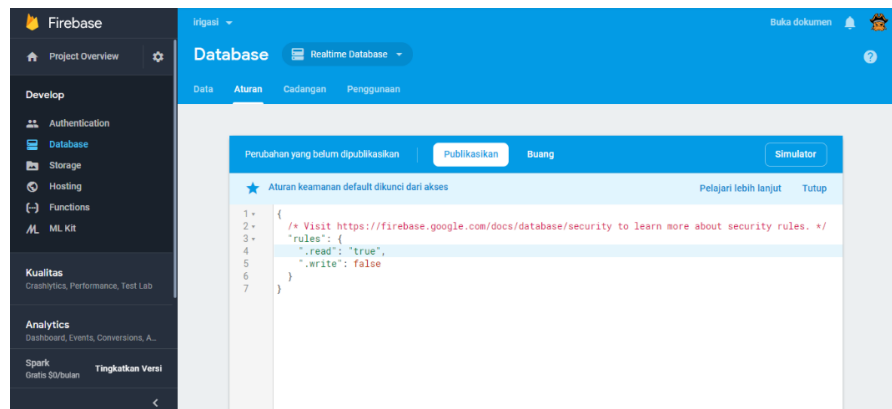 Firebase
irigasi
Buka dokumen
Project Overview
Database
Realtime Database
Data
Aturan
Cadangan
Penggunaan
Develop
Authentication
Database
Storage
Hosting
Functions
ML Kit
Kualitas
Crashlytics, Performance, Test Lab
Analytics
Dashboard, Events, Conversions, A...
Spark
Gratis $0/bulan
Tingkatkan Versi
Perubahan yang belum dipublikasikan
Publikasikan
Buang
Simulator
Aturan keamanan default dikunci dari akses
Pelajari lebih lanjut
Tutup
1 {
2 /* Visit https://firebase.google.com/docs/database/security to learn more about security rules. */
3 "rules": {
4 ".read": "true",
5 ".write": false
6 }
7 }